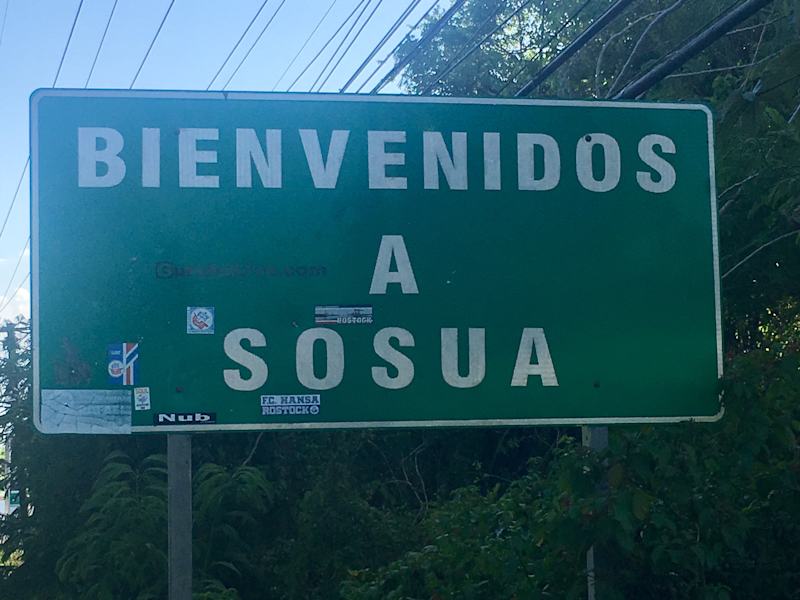 BIENVENIDOS
A
SOSUA
ROSTOCK
Nub
F.C. HANSA
ROSTOCK